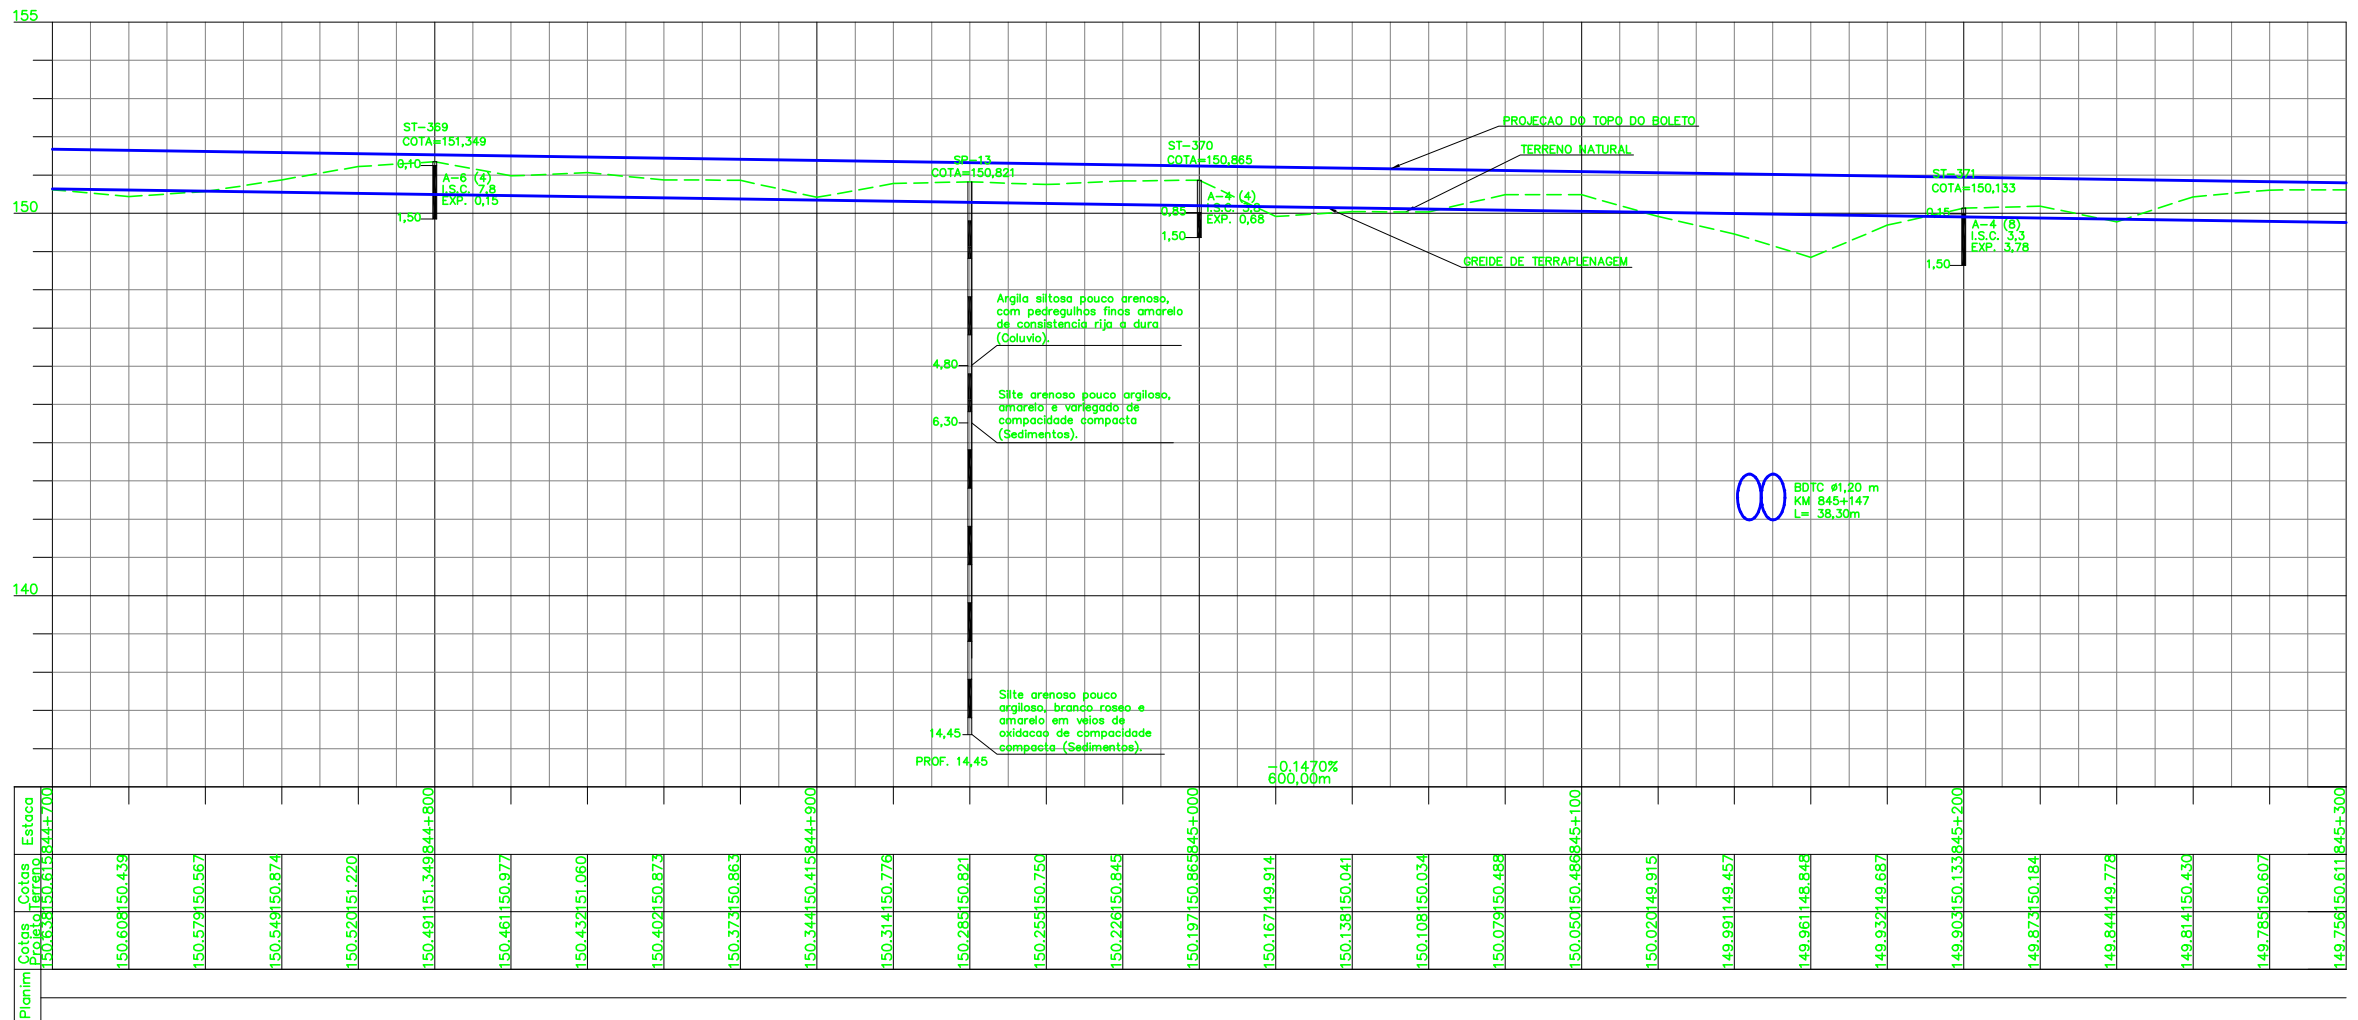 155
150
140
ST-369
COTA=151,349
0,10
A-6 (4)
I.S.C. 7,8
EXP. 0,15
1,50
SP-13
COTA=150,821
Argila siltosa pouco arenoso,
com pedregulhos finos amarelo
de consistencia rija a dura
(Coluvio).
4,80
Silte arenoso pouco argiloso,
amarelo e variegado de
compacidade compacta
(Sedimentos).
6,30
Silte arenoso pouco
argiloso, branco roseo e
amarelo em veios de
oxidacao de compacidade
compacta (Sedimentos).
14,45
PROF. 14,45
ST-370
COTA=150,865
A-4 (4)
I.S.C.
EXP. 0,68
1,50
PROJECAO DO TOPO DO BOLETO
TERRENO NATURAL
GREIDE DE TERRAPLENAGEM
ST-371
COTA=150,133
0,15
A-4 (8)
I.S.C. 3,3
EXP. 3,78
1,50
BDTC ø1,20 m
KM 845+147
L= 38,30m
-0.1470%
600,00m
Estaca
844+700
844+800
844+900
845+000
845+100
845+200
845+300
Cotas
Terreno
150.615
150.439
150.567
150.874
151.220
151.349
150.977
151.060
150.873
150.863
150.415
150.776
150.821
150.750
150.845
150.865
149.914
150.041
150.034
150.488
150.486
149.915
149.457
148.848
149.687
150.133
150.184
149.778
150.430
150.607
150.611
Cotas
Projeto
150.638
150.608
150.579
150.549
150.520
150.491
150.461
150.432
150.402
150.373
150.344
150.314
150.285
150.255
150.226
150.197
150.167
150.138
150.108
150.079
150.050
150.020
149.991
149.961
149.932
149.903
149.873
149.844
149.814
149.785
149.756
Planim